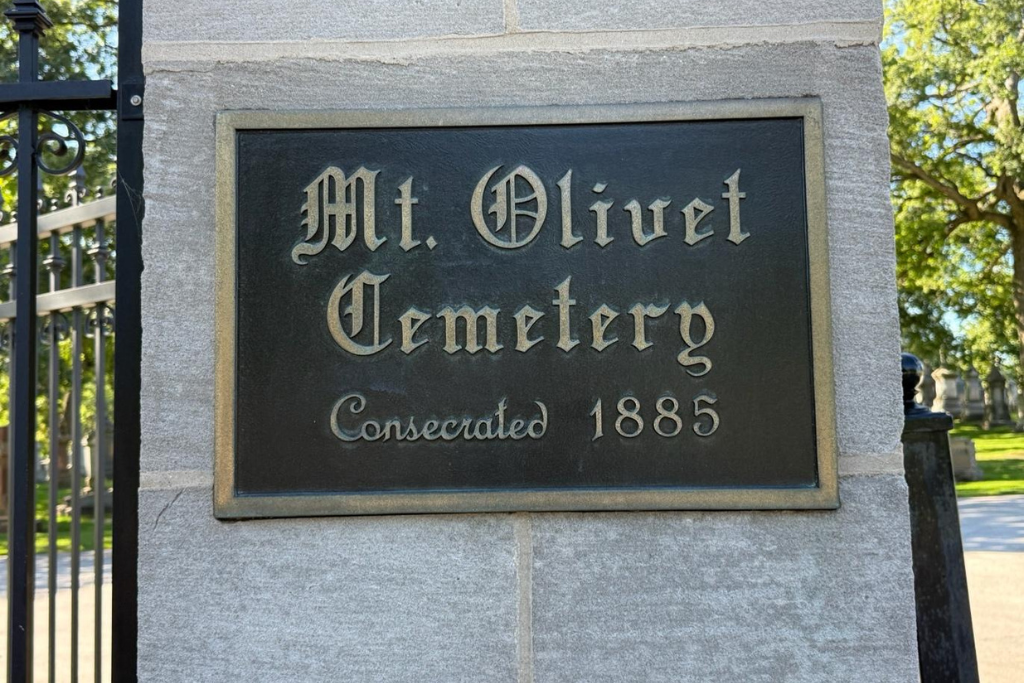 Mt. Olivet
Cemetery
Consecrated 1885